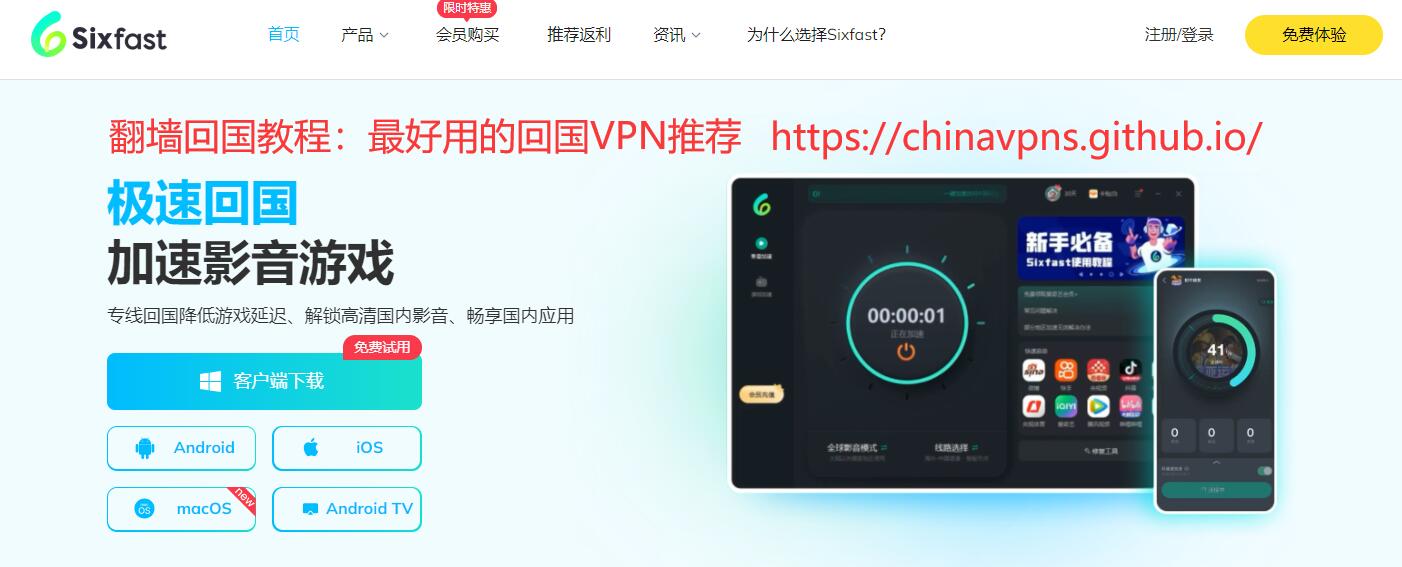 限时特惠
Sixfast
首页
产品
会员购买
推荐返利
资讯
为什么选择Sixfast?
注册/登录
免费体验
翻墙回国教程：最好用的回国VPN推荐 https://chinavpns.github.io/
极速回国
加速影音游戏
专线回国降低游戏延迟、解锁高清国内影音、畅享国内应用
免费试用
客户端下载
Android
iOS
macOS
new
Android TV
新手必备
Sixfast使用教程
00:00:01
正在加速
会员充值
全球影音模式
线路选择
修复工具
iQIYI
41
0
0
0